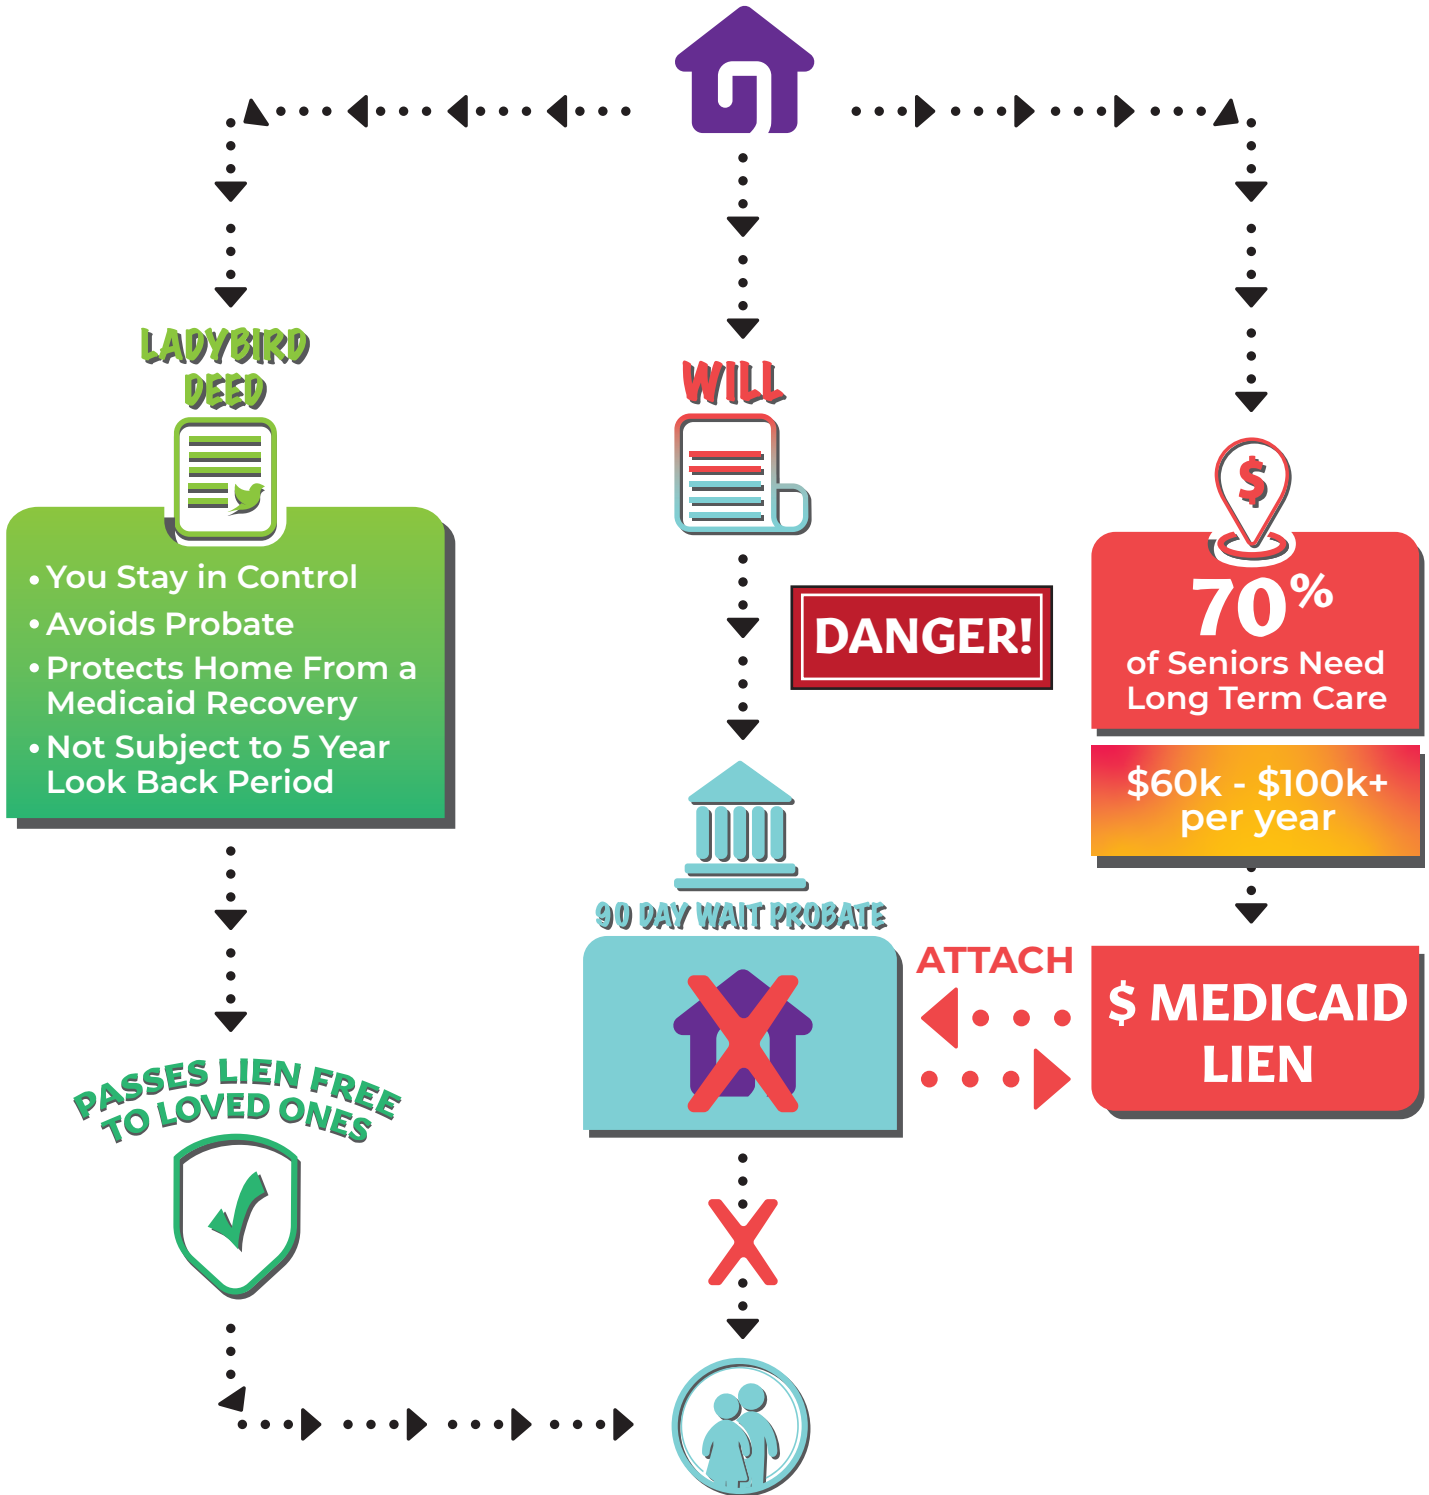 LADYBIRD
DEED
• You Stay in Control
• Avoids Probate
• Protects Home From a
Medicaid Recovery
• Not Subject to 5 Year
Look Back Period
PASSES LIEN FREE
TO LOVED ONES
WILL
DANGER!
90 DAY WAIT PROBATE
ATTACH
$
70%
of Seniors Need
Long Term Care
$60k - $100k+
per year
$ MEDICAID
LIEN